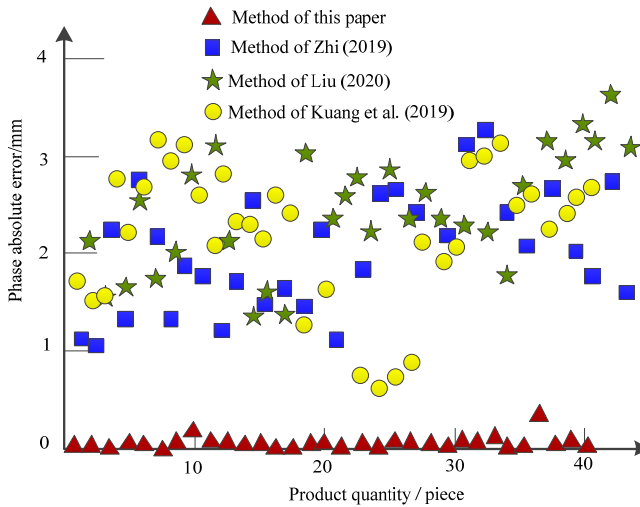 Method of this paper
Method of Zhi (2019)
Method of Liu (2020)
Method of Kuang et al. (2019)
Phase absolute error/mm
4
3
2
1
0
10
20
30
40
Product quantity / piece